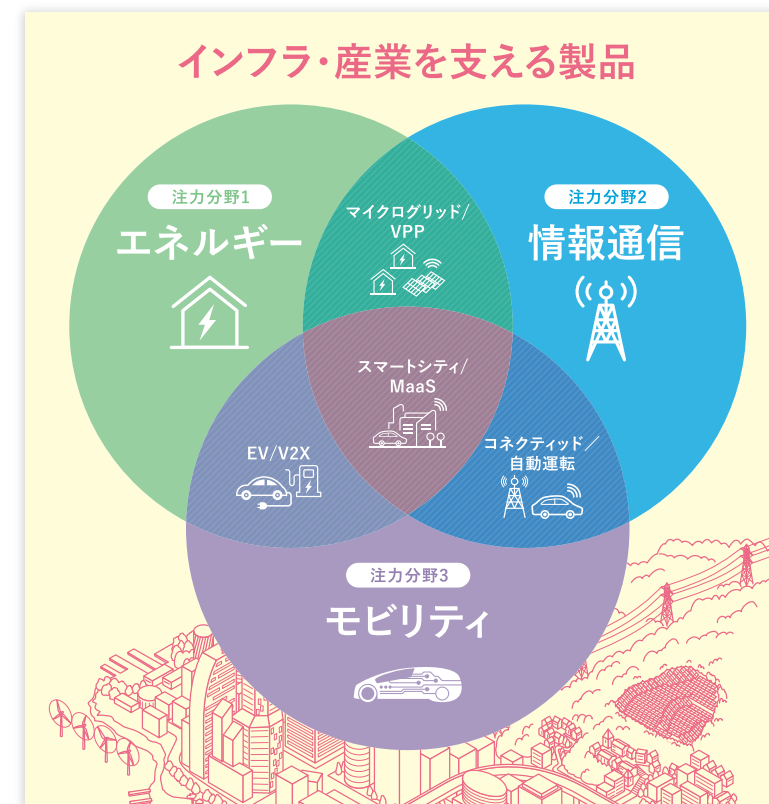 インフラ・産業を支える製品
注力分野1
エネルギー
マイクログリッド/
VPP
注力分野2
情報通信
スマートシティ/
MaaS
EV/V2X
コネクティッド/
自動運転
注力分野3
モビリティ